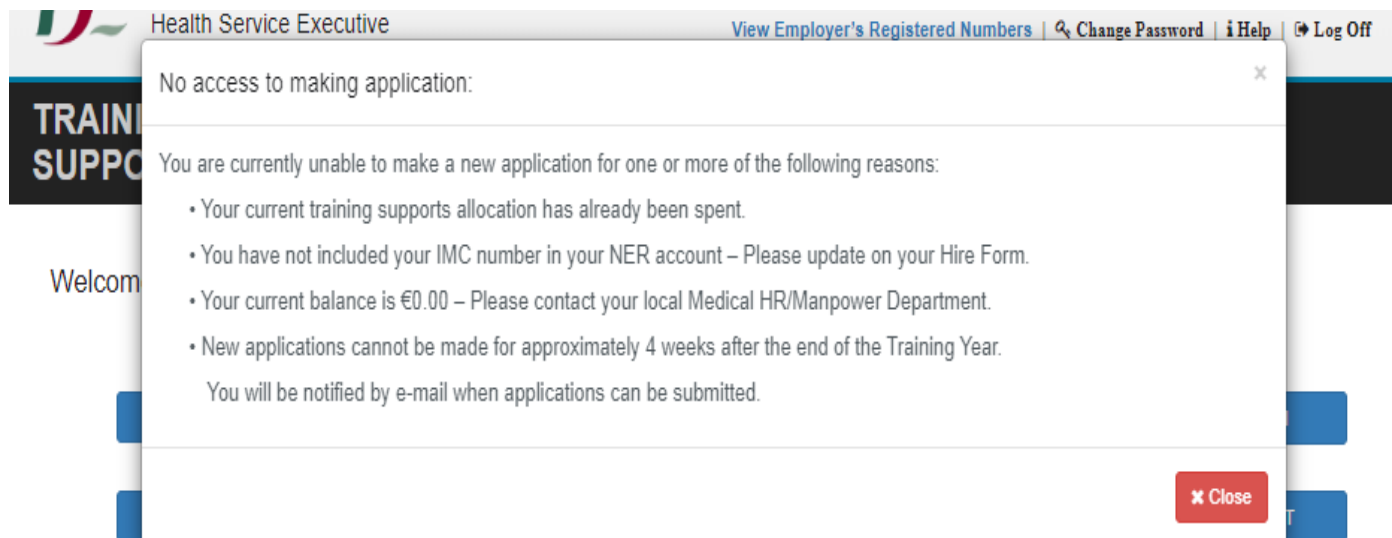 Health Service Executive
View Employer's Registered Numbers | Change Password | i Help | Log Off
No access to making application:
×
TRAINI
SUPPO
You are currently unable to make a new application for one or more of the following reasons:
• Your current training supports allocation has already been spent.
• You have not included your IMC number in your NER account – Please update on your Hire Form.
Welcom
• Your current balance is €0.00 – Please contact your local Medical HR/Manpower Department.
• New applications cannot be made for approximately 4 weeks after the end of the Training Year.
You will be notified by e-mail when applications can be submitted.
✖ Close
T